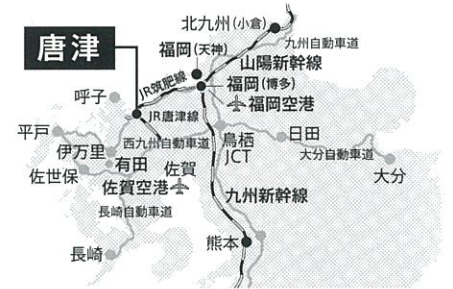 北九州(小倉)
九州自動車道
唐津
福岡(天神)
山陽新幹線
JR筑肥線
福岡(博多)
呼子
福岡空港
JR唐津線
平戸
西九州自動車道
鳥栖
JCT
日田
伊万里
有田
佐賀
大分自動車道
佐世保
佐賀空港
大分
九州新幹線
長崎自動車道
熊本
長崎